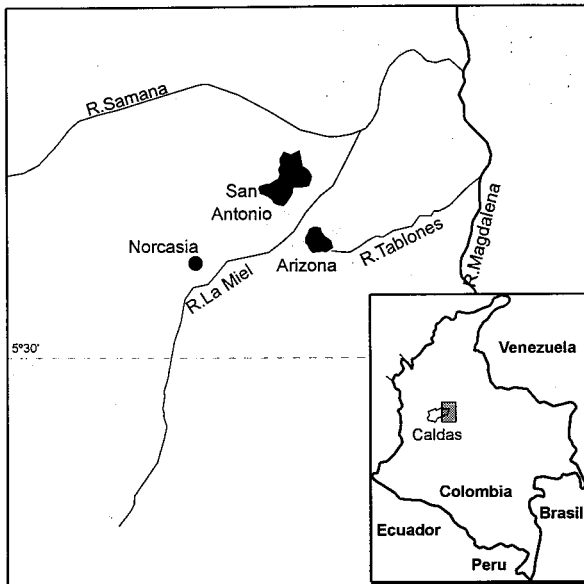 R.Samana
San
Antonio
Norcasia
Arizona
R.La Miel
R.Tablones
R.Magdalena
5°30'
Venezuela
Caldas
Colombia
Brasil
Ecuador
Peru